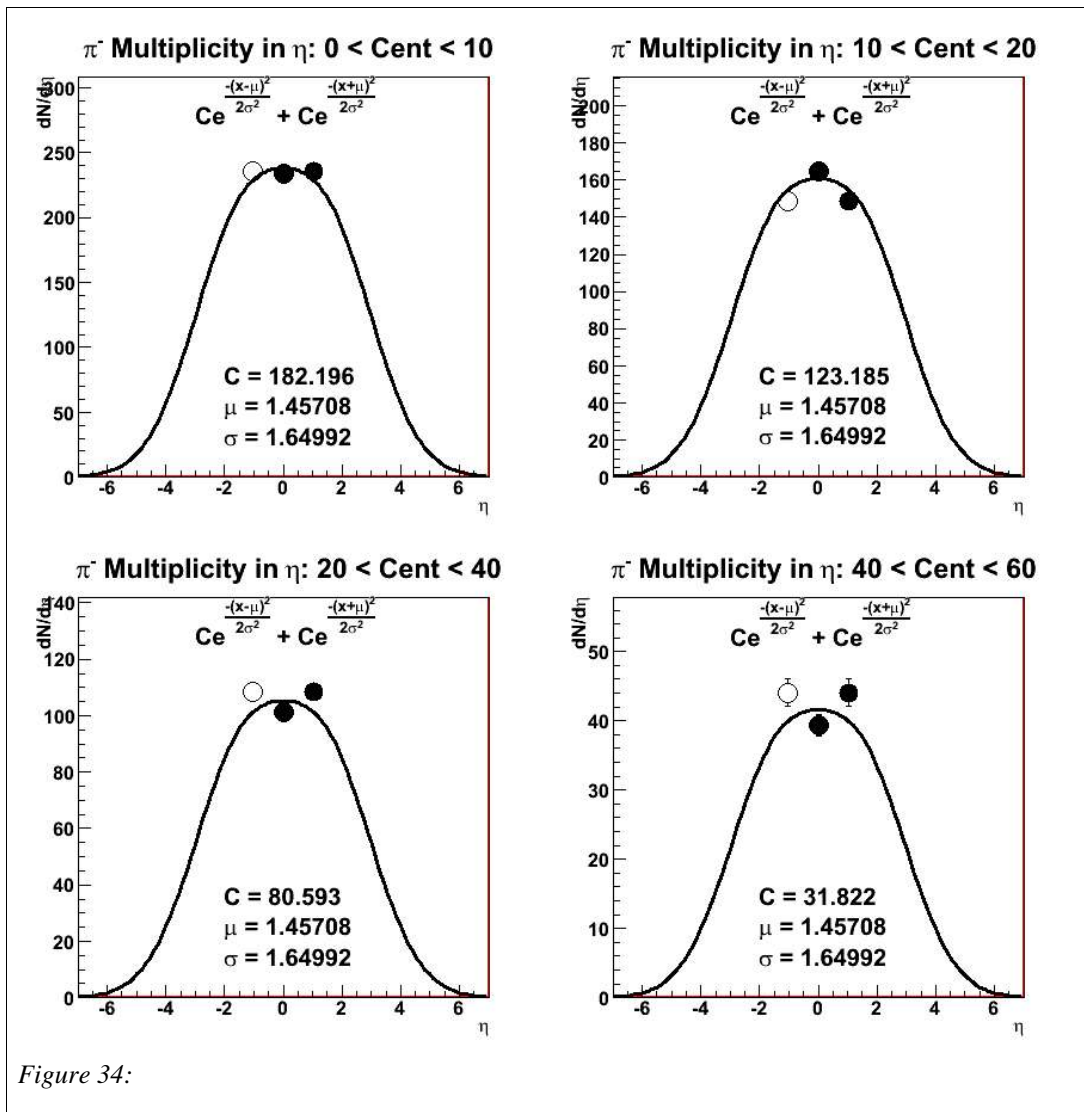 π⁻ Multiplicity in η: 0 < Cent < 10
dN/dη
Ce^{-(x-μ)²/2σ²} + Ce^{-(x+μ)²/2σ²}
300
250
200
150
100
50
0
C = 182.196
μ = 1.45708
σ = 1.64992
-6 -4 -2 0 2 4 6
η
π⁻ Multiplicity in η: 10 < Cent < 20
dN/dη
Ce^{-(x-μ)²/2σ²} + Ce^{-(x+μ)²/2σ²}
200
180
160
140
120
100
80
60
40
20
0
C = 123.185
μ = 1.45708
σ = 1.64992
-6 -4 -2 0 2 4 6
η
π⁻ Multiplicity in η: 20 < Cent < 40
dN/dη
Ce^{-(x-μ)²/2σ²} + Ce^{-(x+μ)²/2σ²}
140
120
100
80
60
40
20
0
C = 80.593
μ = 1.45708
σ = 1.64992
-6 -4 -2 0 2 4 6
η
π⁻ Multiplicity in η: 40 < Cent < 60
dN/dη
Ce^{-(x-μ)²/2σ²} + Ce^{-(x+μ)²/2σ²}
50
40
30
20
10
0
C = 31.822
μ = 1.45708
σ = 1.64992
-6 -4 -2 0 2 4 6
η
Figure 34: